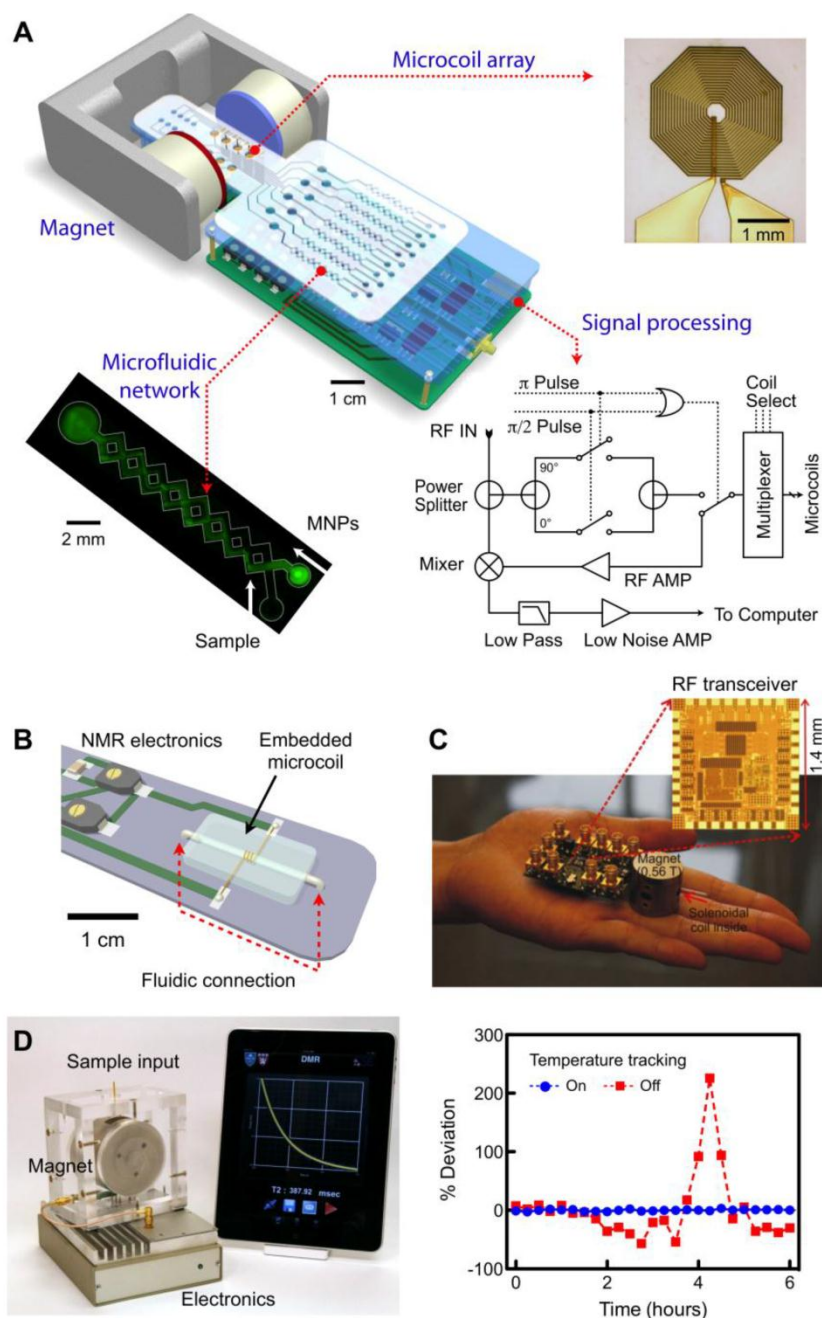 A
Microcoil array
Magnet
1 mm
Microfluidic
network
1 cm
Signal processing
2 mm
MNPs
Sample
π Pulse
π/2 Pulse
RF IN
Coil
Select
90°
0°
Power
Splitter
Multiplexer
Microcoils
Mixer
RF AMP
To Computer
Low Pass
Low Noise AMP
B
NMR electronics
Embedded
microcoil
1 cm
Fluidic connection
C
RF transceiver
1.4 mm
Magnet
(0.56 T)
Solenoidal
coil inside
D
Sample input
Magnet
Electronics
DMR
T2 : 387.92 msec
300
200
100
0
-100
% Deviation
Temperature tracking
On
Off
0
2
4
6
Time (hours)